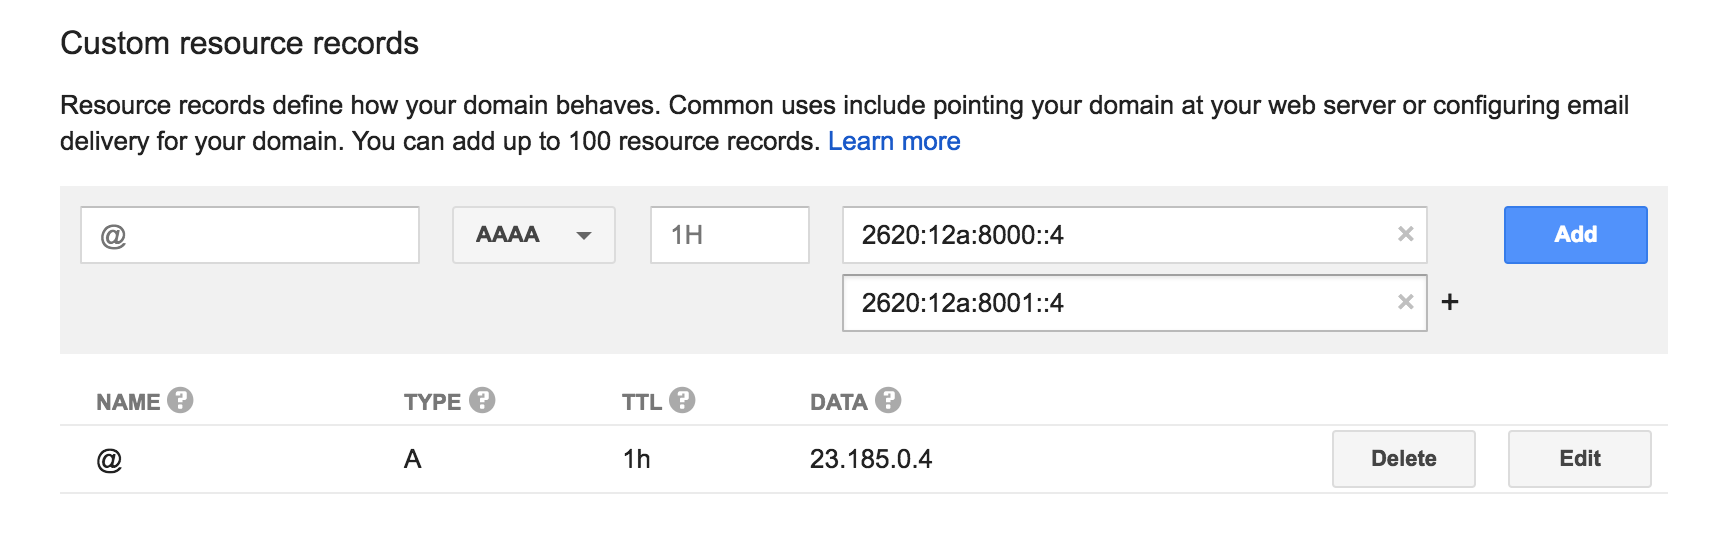 Custom resource records
Resource records define how your domain behaves. Common uses include pointing your domain at your web server or configuring email
delivery for your domain. You can add up to 100 resource records. Learn more
@ AAAA 1H 2620:12a:8000::4 × Add
2620:12a:8001::4 × +
NAME ? TYPE ? TTL ? DATA ?
@ A 1h 23.185.0.4 Delete Edit